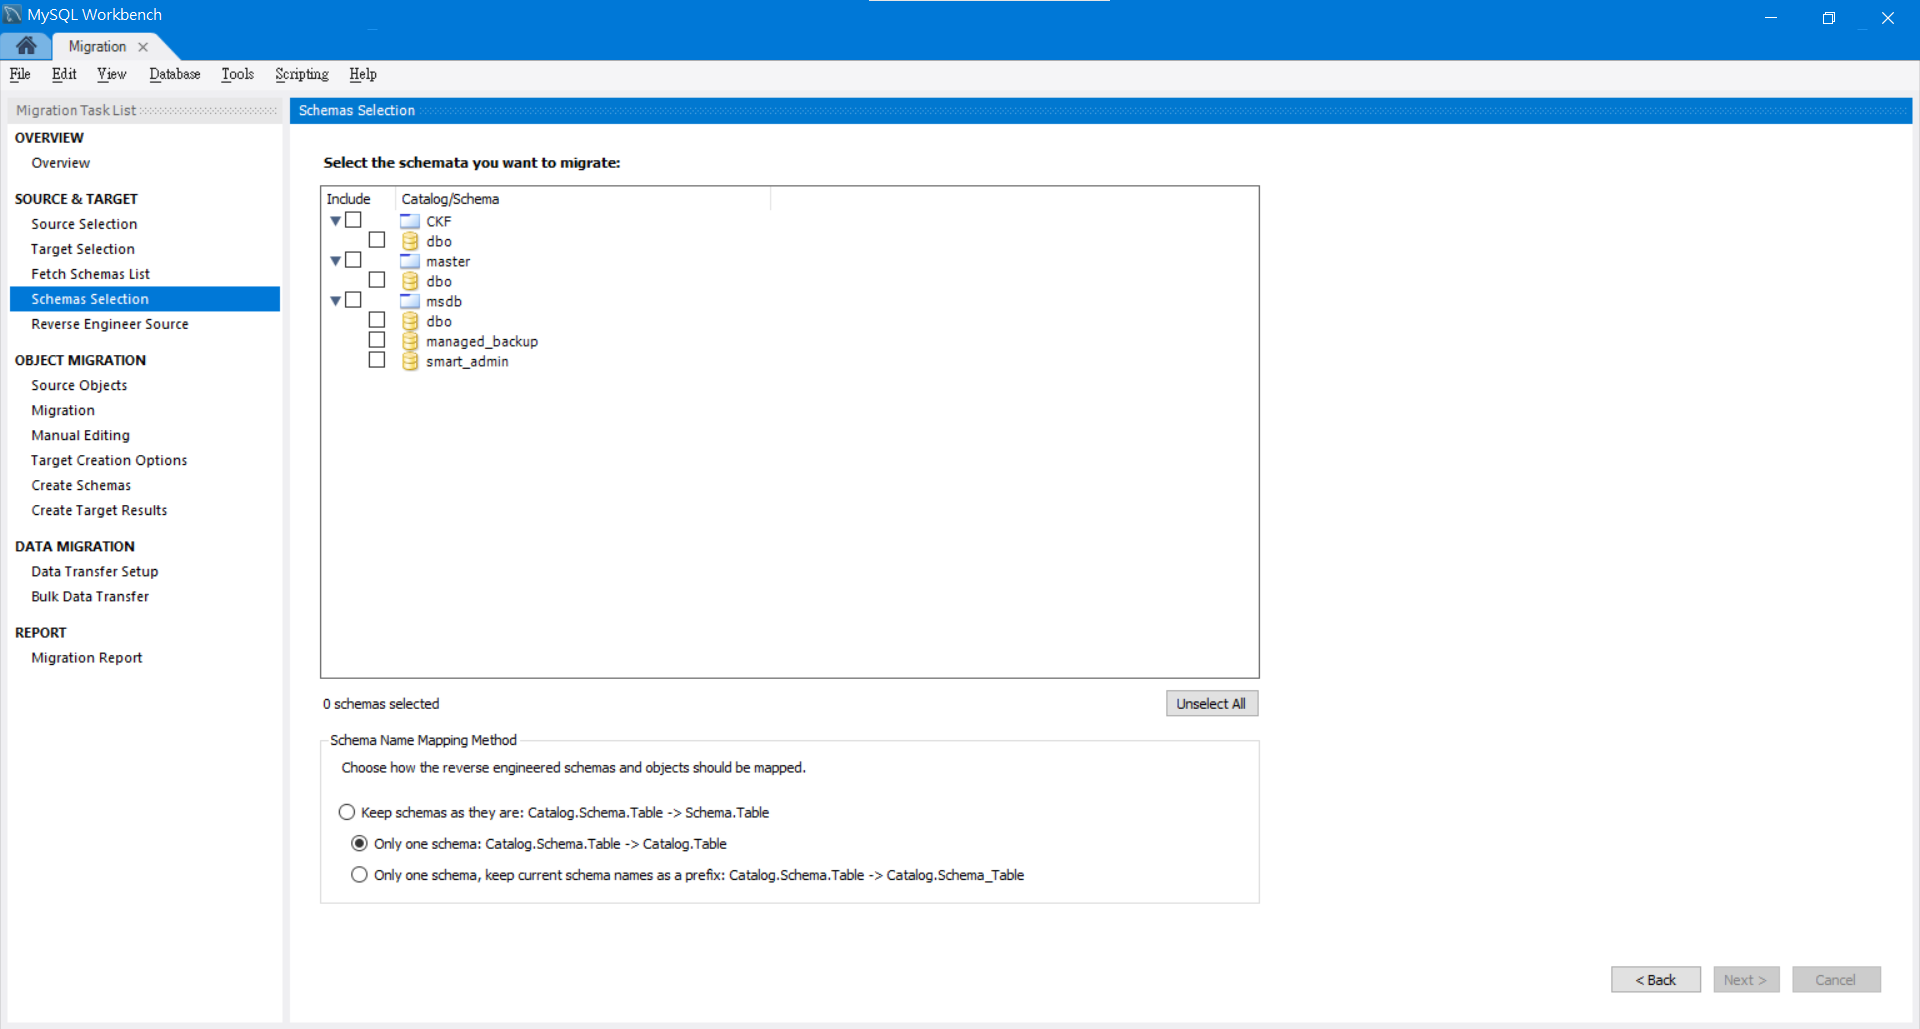 MySQL Workbench
Migration
File Edit View Database Tools Scripting Help
Migration Task List
OVERVIEW
Overview
SOURCE & TARGET
Source Selection
Target Selection
Fetch Schemas List
Schemas Selection
Reverse Engineer Source
OBJECT MIGRATION
Source Objects
Migration
Manual Editing
Target Creation Options
Create Schemas
Create Target Results
DATA MIGRATION
Data Transfer Setup
Bulk Data Transfer
REPORT
Migration Report
Schemas Selection
Select the schemata you want to migrate:
Include Catalog/Schema
CKF
dbo
master
dbo
msdb
dbo
managed_backup
smart_admin
0 schemas selected
Unselect All
Schema Name Mapping Method
Choose how the reverse engineered schemas and objects should be mapped.
Keep schemas as they are: Catalog.Schema.Table -> Schema.Table
Only one schema: Catalog.Schema.Table -> Catalog.Table
Only one schema, keep current schema names as a prefix: Catalog.Schema.Table -> Catalog.Schema_Table
< Back Next > Cancel